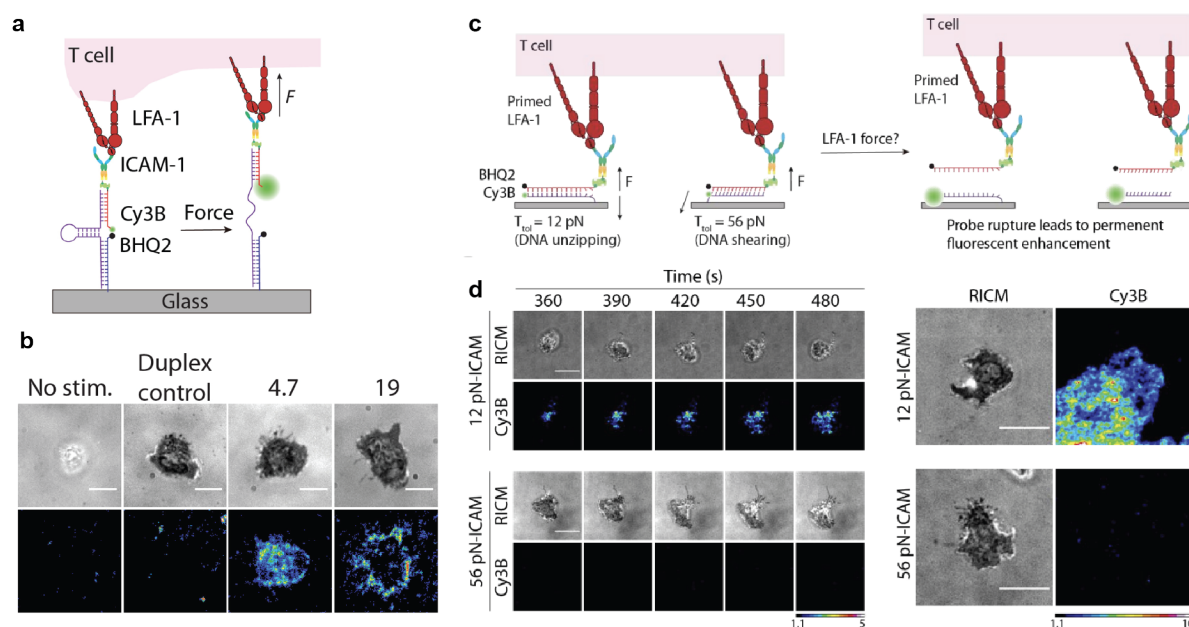 a
T cell
F
LFA-1
ICAM-1
Cy3B
Force
BHQ2
Glass
b
No stim.
Duplex
control
4.7
19
c
T cell
Primed
LFA-1
BHQ2
Cy3B
F
F
T tol = 12 pN
(DNA unzipping)
T tol = 56 pN
(DNA shearing)
LFA-1 force?
T cell
Primed
LFA-1
Probe rupture leads to permenent
fluorescent enhancement
d
Time (s)
360 390 420 450 480
12 pN-ICAM
RICM
Cy3B
56 pN-ICAM
RICM
Cy3B
1.1 5
RICM Cy3B
12 pN-ICAM
56 pN-ICAM
1.1